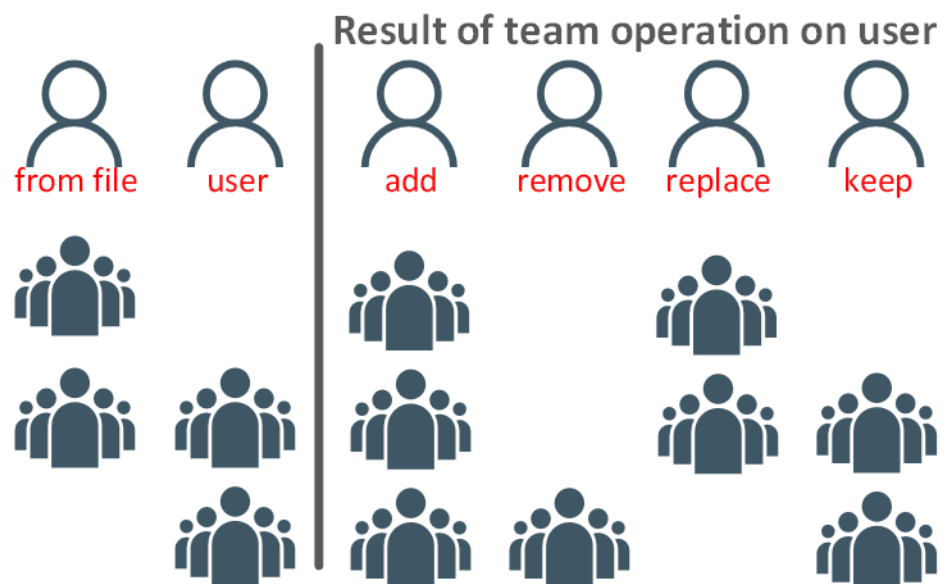 Result of team operation on user
from file user add remove replace keep